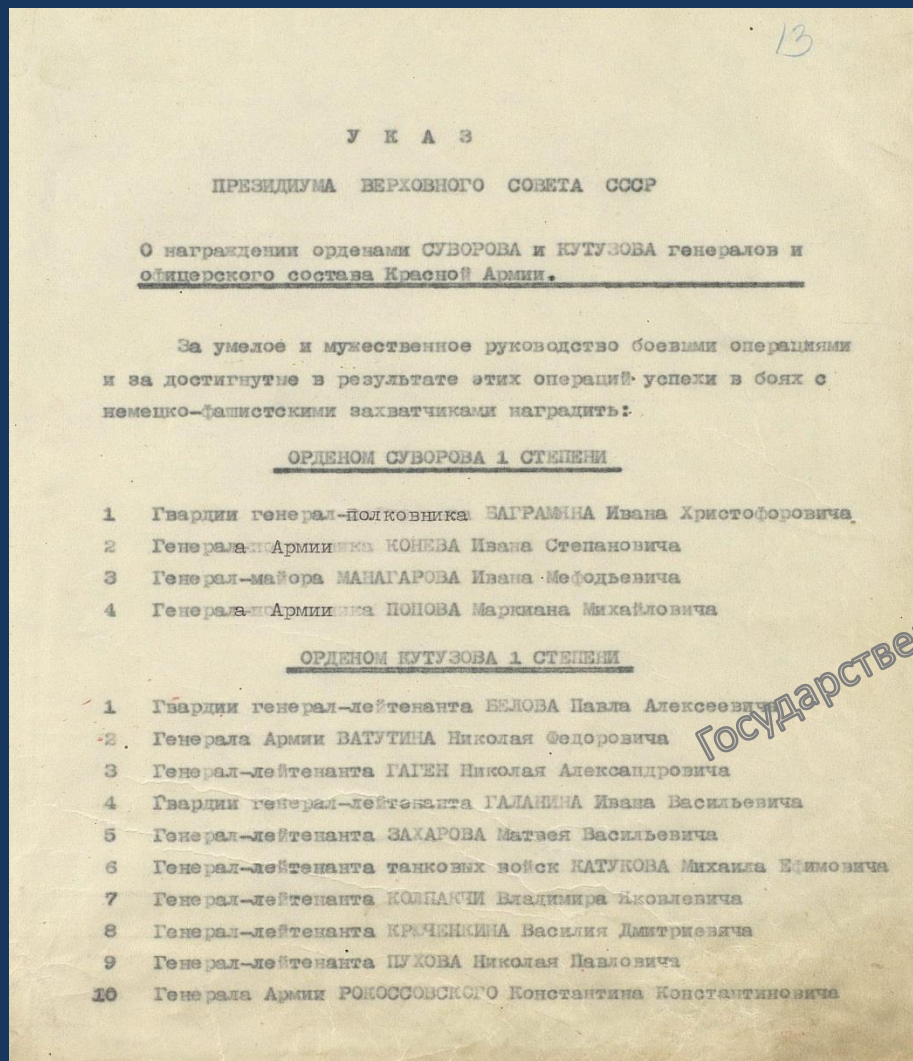 13
У К А З
ПРЕЗИДИУМА ВЕРХОВНОГО СОВЕТА СССР
О награждении орденами СУВОРОВА и КУТУЗОВА генералов и
офицерского состава Красной Армии.
За умелое и мужественное руководство боевыми операциями
и за достигнутые в результате этих операций успехи в боях с
немецко-фашистскими захватчиками наградить:
ОРДЕНОМ СУВОРОВА 1 СТЕПЕНИ
1 Гвардии генерал-полковника БАГРАМЯНА Ивана Христофоровича
2 Генерала Армии КОНЕВА Ивана Степановича
3 Генерал-майора МАНАГАРОВА Ивана Мефодьевича
4 Генерала Армии ПОПОВА Маркиана Михайловича
ОРДЕНОМ КУТУЗОВА 1 СТЕПЕНИ
1 Гвардии генерал-лейтенанта БЕЛОВА Павла Алексеевича
2 Генерала Армии ВАТУТИНА Николая Федоровича
3 Генерал-лейтенанта ГАГЕН Николая Александровича
4 Гвардии генерал-лейтенанта ГАЛАНИНА Ивана Васильевича
5 Генерал-лейтенанта ЗАХАРОВА Матвея Васильевича
6 Генерал-лейтенанта танковых войск КАТУКОВА Михаила Ефимовича
7 Генерал-лейтенанта КОЛПАКЧИ Владимира Яковлевича
8 Генерал-лейтенанта КРЮЧЕНКИНА Василия Дмитриевича
9 Генерал-лейтенанта ПУХОВА Николая Павловича
10 Генерала Армии РОКОССОВСКОГО Константина Константиновича
Государстве